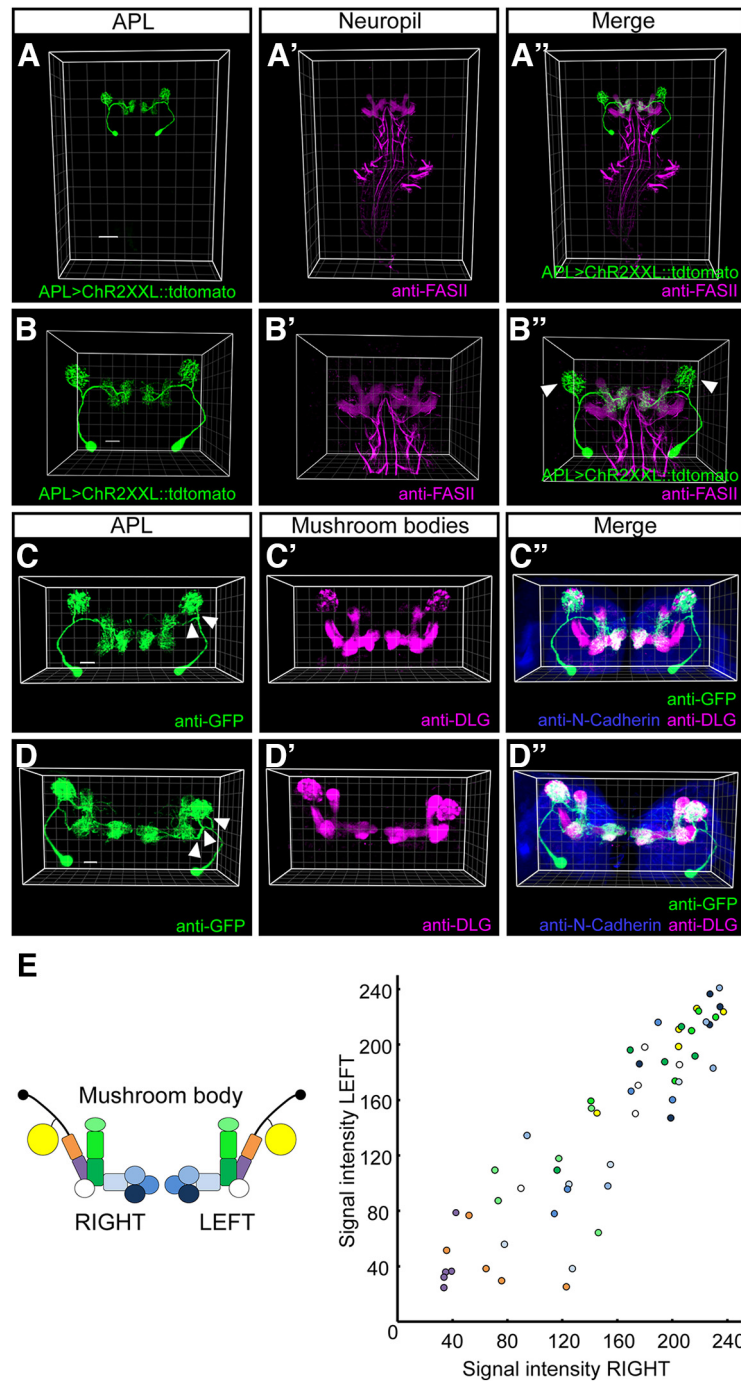 APL Neuropil Merge
A A' A''
APL>ChR2XXL::tdtomato anti-FASII APL>ChR2XXL::tdtomato
anti-FASII
B B' B''
APL>ChR2XXL::tdtomato anti-FASII APL>ChR2XXL::tdtomato
anti-FASII
APL Mushroom bodies Merge
C C' C''
anti-GFP
anti-GFP anti-DLG anti-N-Cadherin anti-DLG
D D' D''
anti-GFP
anti-GFP anti-DLG anti-N-Cadherin anti-DLG
E
Mushroom body
RIGHT LEFT
Signal intensity LEFT
240
200
160
120
80
40
0
40 80 120 160 200 240
Signal intensity RIGHT